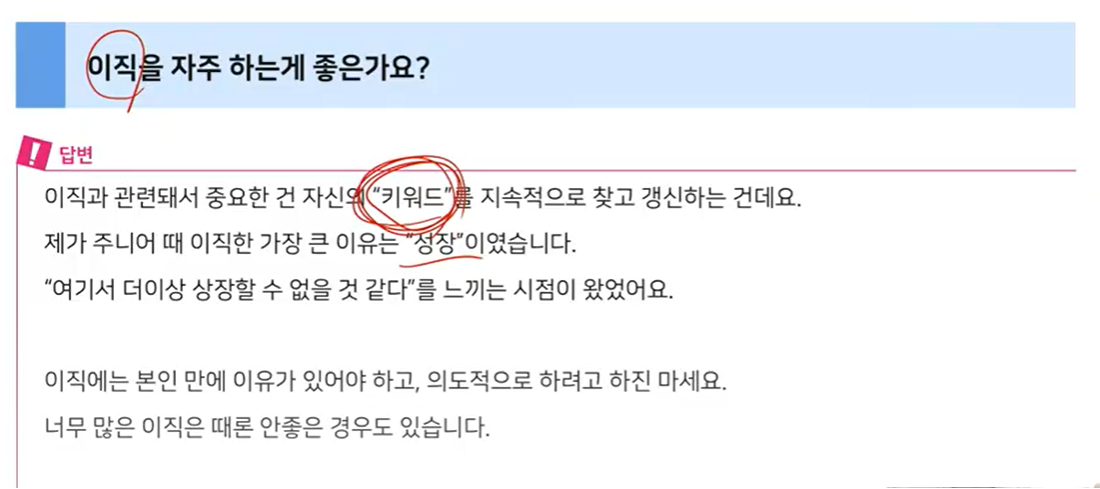 이직을 자주 하는게 좋은가요?
! 답변
이직과 관련돼서 중요한 건 자신의 “키워드”를 지속적으로 찾고 갱신하는 건데요.
제가 주니어 때 이직한 가장 큰 이유는 “성장”이였습니다.
“여기서 더이상 상장할 수 없을 것 같다”를 느끼는 시점이 왔었어요.
이직에는 본인 만에 이유가 있어야 하고, 의도적으로 하려고 하진 마세요.
너무 많은 이직은 때론 안좋은 경우도 있습니다.